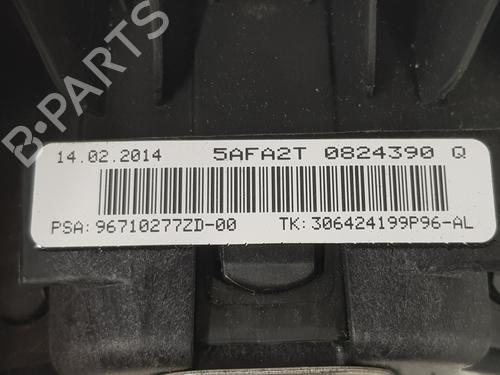 B-PARTS
14.02.2014 5AFA2T 0824390 Q
PSA: 96710277ZD-00 TK: 306424199P96-AL